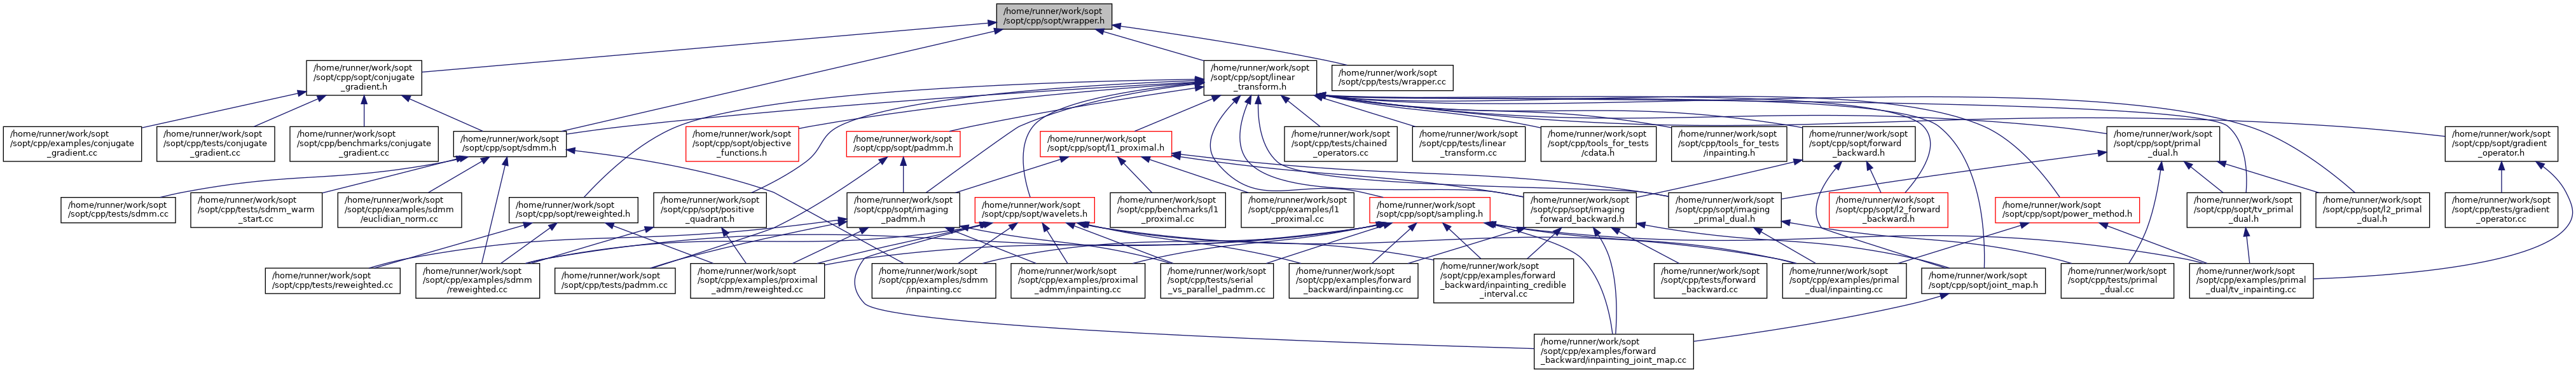 /home/runner/work/sopt
/sopt/cpp/sopt/wrapper.h
/home/runner/work/sopt
/sopt/cpp/sopt/conjugate
_gradient.h
/home/runner/work/sopt
/sopt/cpp/sopt/linear
_transform.h
/home/runner/work/sopt
/sopt/cpp/tests/wrapper.cc
/home/runner/work/sopt
/sopt/cpp/examples/conjugate
_gradient.cc
/home/runner/work/sopt
/sopt/cpp/tests/conjugate
_gradient.cc
/home/runner/work/sopt
/sopt/cpp/benchmarks/conjugate
_gradient.cc
/home/runner/work/sopt
/sopt/cpp/sopt/sdmm.h
/home/runner/work/sopt
/sopt/cpp/sopt/objective
_functions.h
/home/runner/work/sopt
/sopt/cpp/sopt/padmm.h
/home/runner/work/sopt
/sopt/cpp/sopt/l1_proximal.h
/home/runner/work/sopt
/sopt/cpp/tests/chained
_operators.cc
/home/runner/work/sopt
/sopt/cpp/tests/linear
_transform.cc
/home/runner/work/sopt
/sopt/cpp/tools_for_tests
/cdata.h
/home/runner/work/sopt
/sopt/cpp/tools_for_tests
/inpainting.h
/home/runner/work/sopt
/sopt/cpp/sopt/forward
_backward.h
/home/runner/work/sopt
/sopt/cpp/sopt/primal
_dual.h
/home/runner/work/sopt
/sopt/cpp/sopt/gradient
_operator.h
/home/runner/work/sopt
/sopt/cpp/tests/sdmm.cc
/home/runner/work/sopt
/sopt/cpp/tests/sdmm_warm
_start.cc
/home/runner/work/sopt
/sopt/cpp/examples/sdmm
/euclidian_norm.cc
/home/runner/work/sopt
/sopt/cpp/sopt/reweighted.h
/home/runner/work/sopt
/sopt/cpp/sopt/positive
_quadrant.h
/home/runner/work/sopt
/sopt/cpp/sopt/imaging
_padmm.h
/home/runner/work/sopt
/sopt/cpp/sopt/wavelets.h
/home/runner/work/sopt
/sopt/cpp/benchmarks/l1
_proximal.cc
/home/runner/work/sopt
/sopt/cpp/examples/l1
_proximal.cc
/home/runner/work/sopt
/sopt/cpp/sopt/sampling.h
/home/runner/work/sopt
/sopt/cpp/sopt/imaging
_forward_backward.h
/home/runner/work/sopt
/sopt/cpp/sopt/imaging
_primal_dual.h
/home/runner/work/sopt
/sopt/cpp/sopt/l2_forward
_backward.h
/home/runner/work/sopt
/sopt/cpp/sopt/power_method.h
/home/runner/work/sopt
/sopt/cpp/sopt/tv_primal
_dual.h
/home/runner/work/sopt
/sopt/cpp/sopt/l2_primal
_dual.h
/home/runner/work/sopt
/sopt/cpp/tests/gradient
_operator.cc
/home/runner/work/sopt
/sopt/cpp/tests/reweighted.cc
/home/runner/work/sopt
/sopt/cpp/examples/sdmm
/reweighted.cc
/home/runner/work/sopt
/sopt/cpp/tests/padmm.cc
/home/runner/work/sopt
/sopt/cpp/examples/proximal
_admm/reweighted.cc
/home/runner/work/sopt
/sopt/cpp/examples/sdmm
/inpainting.cc
/home/runner/work/sopt
/sopt/cpp/examples/proximal
_admm/inpainting.cc
/home/runner/work/sopt
/sopt/cpp/tests/serial
_vs_parallel_padmm.cc
/home/runner/work/sopt
/sopt/cpp/examples/forward
_backward/inpainting.cc
/home/runner/work/sopt
/sopt/cpp/examples/forward
_backward/inpainting_credible
_interval.cc
/home/runner/work/sopt
/sopt/cpp/tests/forward
_backward.cc
/home/runner/work/sopt
/sopt/cpp/examples/primal
_dual/inpainting.cc
/home/runner/work/sopt
/sopt/cpp/sopt/joint_map.h
/home/runner/work/sopt
/sopt/cpp/tests/primal
_dual.cc
/home/runner/work/sopt
/sopt/cpp/examples/primal
_dual/tv_inpainting.cc
/home/runner/work/sopt
/sopt/cpp/examples/forward
_backward/inpainting_joint_map.cc